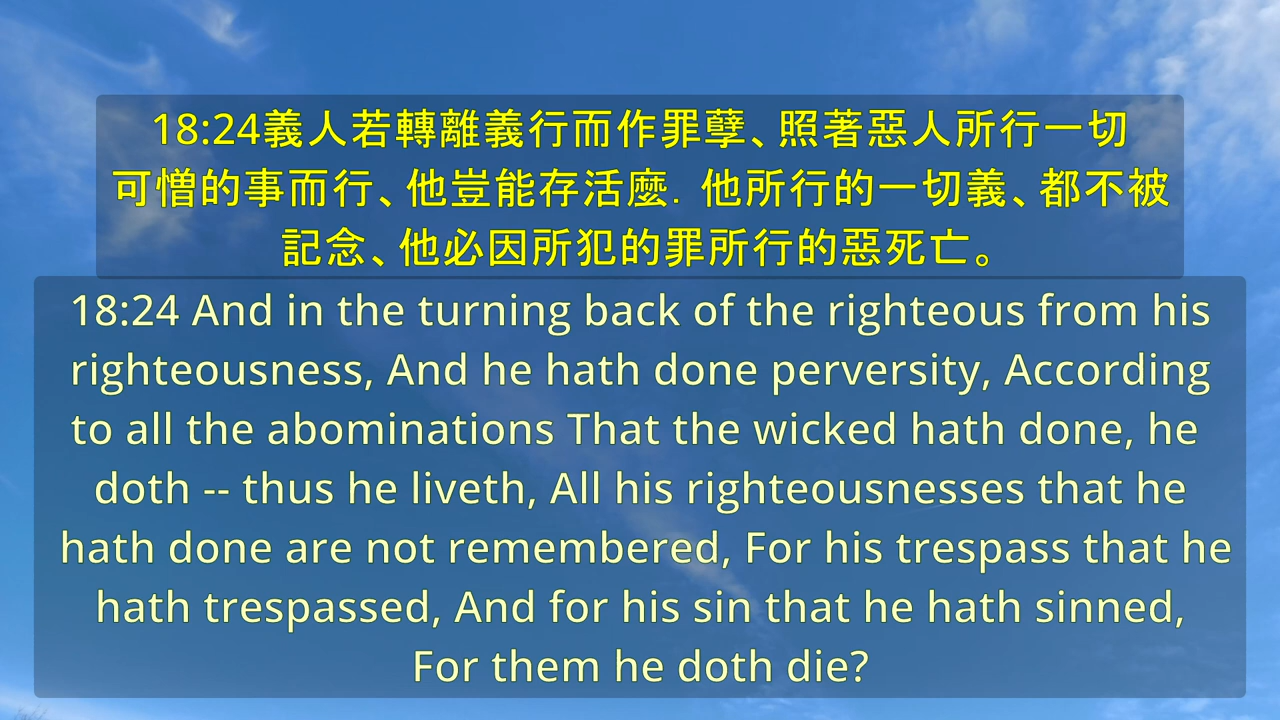 18:24義人若轉離義行而作罪孽、照著惡人所行一切
可憎的事而行、他豈能存活麼．他所行的一切義、都不被
記念、他必因所犯的罪所行的惡死亡。
18:24 And in the turning back of the righteous from his
righteousness, And he hath done perversity, According
to all the abominations That the wicked hath done, he
doth -- thus he liveth, All his righteousnesses that he
hath done are not remembered, For his trespass that he
hath trespassed, And for his sin that he hath sinned,
For them he doth die?